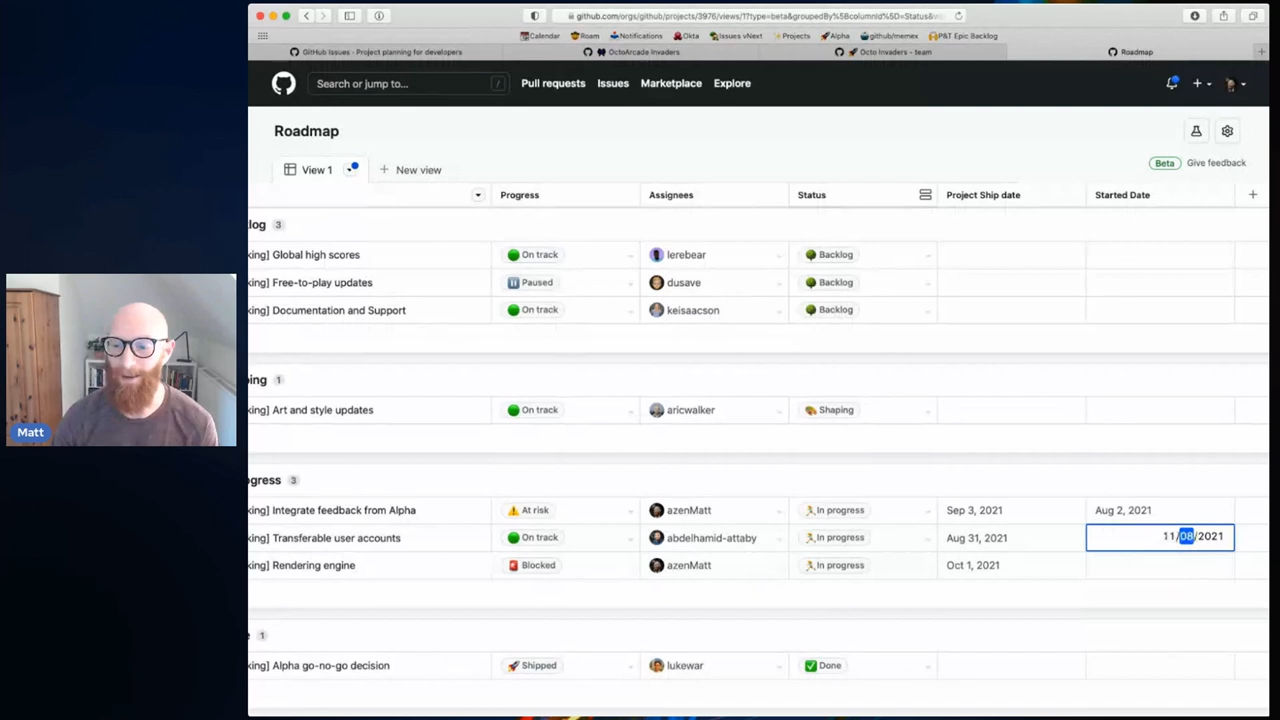 github.com/orgs/github/projects/3976/views/1?type=beta&groupedBy%5BcolumnId%5D=Status&
Calendar Roam Notifications Okta Issues vNext Projects Alpha github/memex P&T Epic Backlog
GitHub Issues · Project planning for developers OctoArcade Invaders Octo Invaders - team Roadmap
Search or jump to... / Pull requests Issues Marketplace Explore
Roadmap
View 1 New view
Beta Give feedback
Progress Assignees Status Project Ship date Started Date
log 3
king] Global high scores On track lerebear Backlog
king] Free-to-play updates Paused dusave Backlog
king] Documentation and Support On track keisaacson Backlog
ping 1
king] Art and style updates On track aricwalker Shaping
ogress 3
king] Integrate feedback from Alpha At risk azenMatt In progress Sep 3, 2021 Aug 2, 2021
king] Transferable user accounts On track abdelhamid-attaby In progress Aug 31, 2021 11/08/2021
king] Rendering engine Blocked azenMatt In progress Oct 1, 2021
e 1
king] Alpha go-no-go decision Shipped lukewar Done
Matt